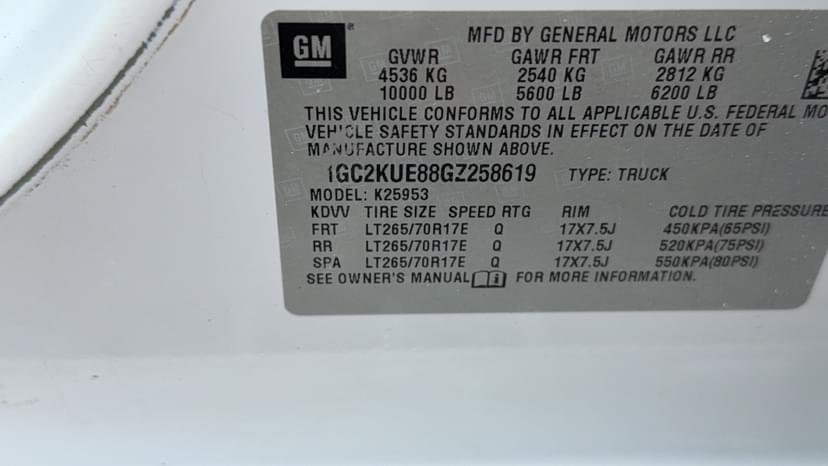 GM
MFD BY GENERAL MOTORS LLC
GVWR GAWR FRT GAWR RR
4536 KG 2540 KG 2812 KG
10000 LB 5600 LB 6200 LB
THIS VEHICLE CONFORMS TO ALL APPLICABLE U.S. FEDERAL MO
VEHICLE SAFETY STANDARDS IN EFFECT ON THE DATE OF
MANUFACTURE SHOWN ABOVE.
1GC2KUE88GZ258619 TYPE: TRUCK
MODEL: K25953
KDVV TIRE SIZE SPEED RTG RIM COLD TIRE PRESSURE
FRT LT265/70R17E Q 17X7.5J 450KPA(65PSI)
RR LT265/70R17E Q 17X7.5J 520KPA(75PSI)
SPA LT265/70R17E Q 17X7.5J 550KPA(80PSI)
SEE OWNER'S MANUAL FOR MORE INFORMATION.